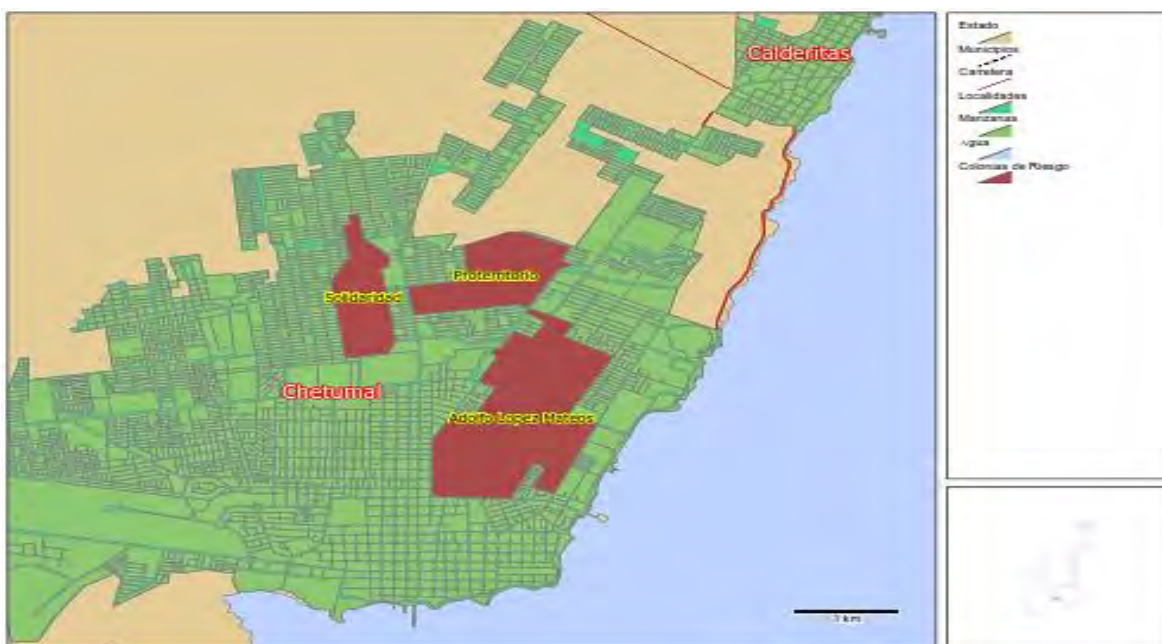 Calderitas
Proterritorio
Solidaridad
Chetumal
Adolfo Lopez Mateos
1 km
Estado
Municipios
Carretera
Localidades
Manzanas
Agua
Colonias de Riesgo